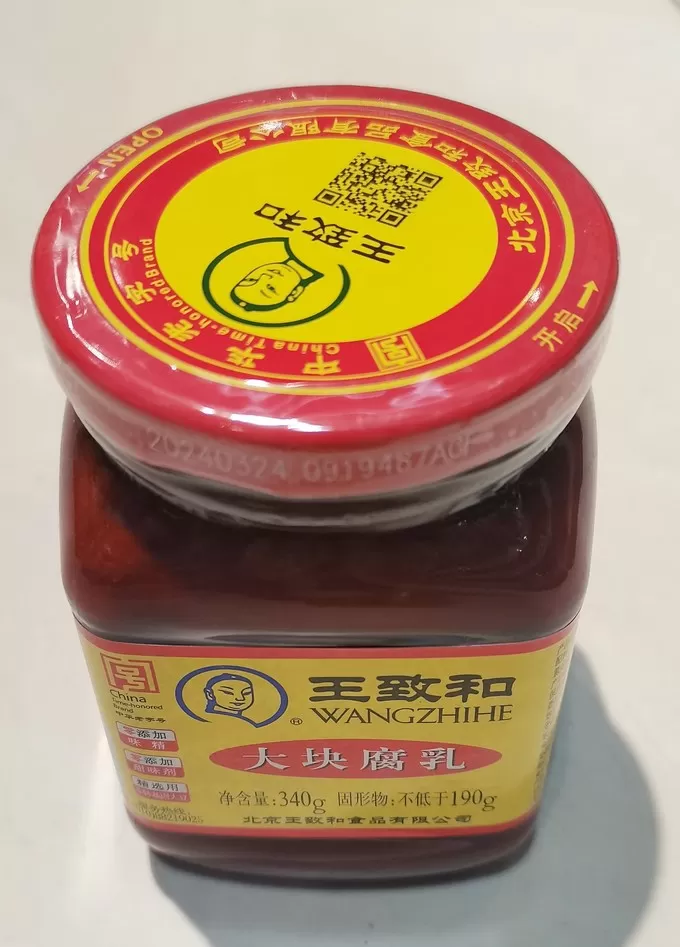 OPEN
北京王致和食品有限公司
王致和
中华老字号
China Time-honored Brand
开启
20240324 0919487AOF
China
time-honored
Brand
中华老字号
王致和
®
WANGZHIHE
大块腐乳
零添加
味精
零添加
甜味剂
精选用
净含量:340g 固形物:不低于190g
北京王致和食品有限公司